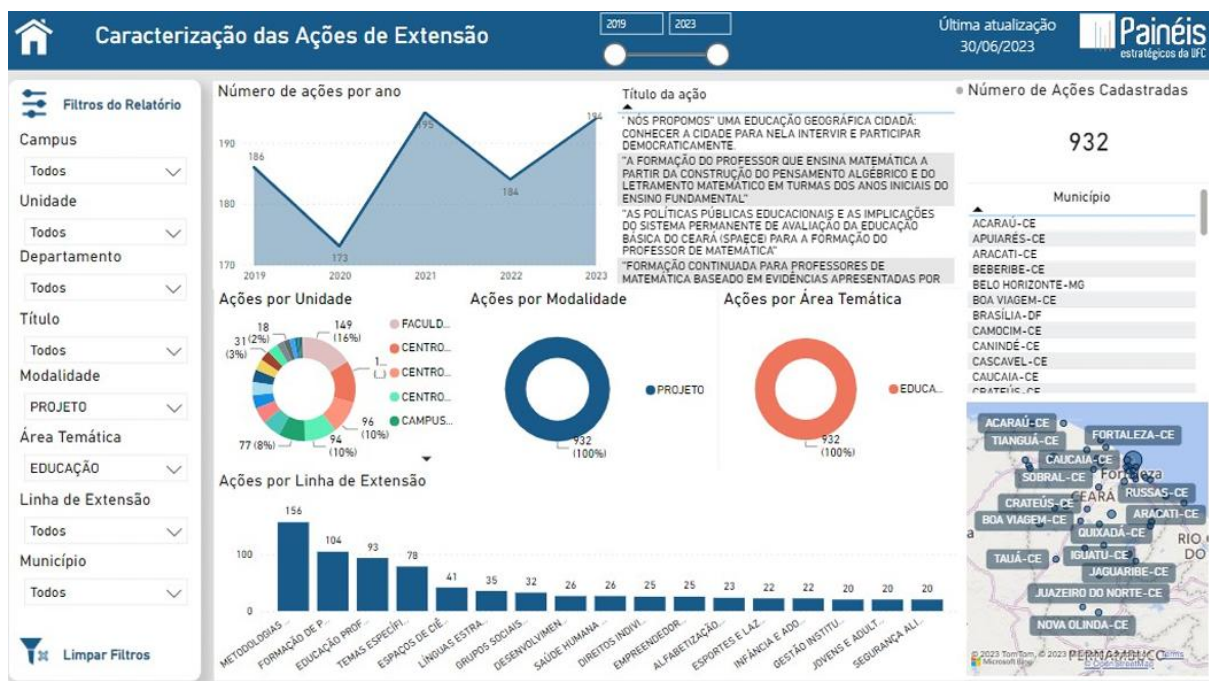 Caracterização das Ações de Extensão
2019
2023
Última atualização
30/06/2023
Painéis
estratégicos da UFC
Filtros do Relatório
Campus
Todos
Unidade
Todos
Departamento
Todos
Título
Todos
Modalidade
PROJETO
Área Temática
EDUCAÇÃO
Linha de Extensão
Todos
Município
Todos
Limpar Filtros
Número de ações por ano
190
180
170
186
173
195
184
194
2019
2020
2021
2022
2023
Título da ação
' NÓS PROPOMOS" UMA EDUCAÇÃO GEOGRÁFICA CIDADÃ:
CONHECER A CIDADE PARA NELA INTERVIR E PARTICIPAR
DEMOCRATICAMENTE.
"A FORMAÇÃO DO PROFESSOR QUE ENSINA MATEMÁTICA A
PARTIR DA CONSTRUÇÃO DO PENSAMENTO ALGÉBRICO E DO
LETRAMENTO MATEMÁTICO EM TURMAS DOS ANOS INICIAIS DO
ENSINO FUNDAMENTAL"
"AS POLÍTICAS PÚBLICAS EDUCACIONAIS E AS IMPLICAÇÕES
DO SISTEMA PERMANENTE DE AVALIAÇÃO DA EDUCAÇÃO
BÁSICA DO CEARÁ (SPAECE) PARA A FORMAÇÃO DO
PROFESSOR DE MATEMÁTICA"
"FORMAÇÃO CONTINUADA PARA PROFESSORES DE
MATEMÁTICA BASEADO EM EVIDÊNCIAS APRESENTADAS POR
Número de Ações Cadastradas
932
Município
ACARAÚ-CE
APUIARÉS-CE
ARACATI-CE
BEBERIBE-CE
BELO HORIZONTE-MG
BOA VIAGEM-CE
BRASÍLIA-DF
CAMOCIM-CE
CANINDÉ-CE
CASCAVEL-CE
CAUCAIA-CE
CRATEÚS-CE
Ações por Unidade
18
(2%)
31
(3%)
149
(16%)
1...
(...)
96
(10%)
94
(10%)
77 (8%)
FACULD...
CENTRO...
CENTRO...
CENTRO...
CAMPUS...
Ações por Modalidade
932
(100%)
PROJETO
Ações por Área Temática
932
(100%)
EDUCA...
Ações por Linha de Extensão
100
0
156
104
93
78
41
35
32
26
26
25
25
23
22
22
20
20
20
METODOLOGIAS ...
FORMAÇÃO DE P...
EDUCAÇÃO PROF...
TEMAS ESPECÍFI...
ESPAÇOS DE CIÊ...
LÍNGUAS ESTRA...
GRUPOS SOCIAIS...
DESENVOLVIMEN...
SAÚDE HUMANA ...
DIREITOS INDIVI...
EMPREENDEDOR...
ALFABETIZAÇÃO...
ESPORTES E LAZ...
INFÂNCIA E ADO...
GESTÃO INSTITU...
JOVENS E ADULT...
SEGURANÇA ALI...
ACARAÚ-CE
FORTALEZA-CE
TIANGUÁ-CE
CAUCAIA-CE
SOBRAL-CE
Fortaleza
CRATEÚS-CE
CEARÁ
RUSSAS-CE
BOA VIAGEM-CE
ARACATI-CE
QUIXADÁ-CE
RIO
DO
TAUÁ-CE
IGUATU-CE
JAGUARIBE-CE
JUAZEIRO DO NORTE-CE
NOVA OLINDA-CE
PERNAMBUCO
© 2023 TomTom, © 2023
Terms
Microsoft Bing
© OpenStreetMap